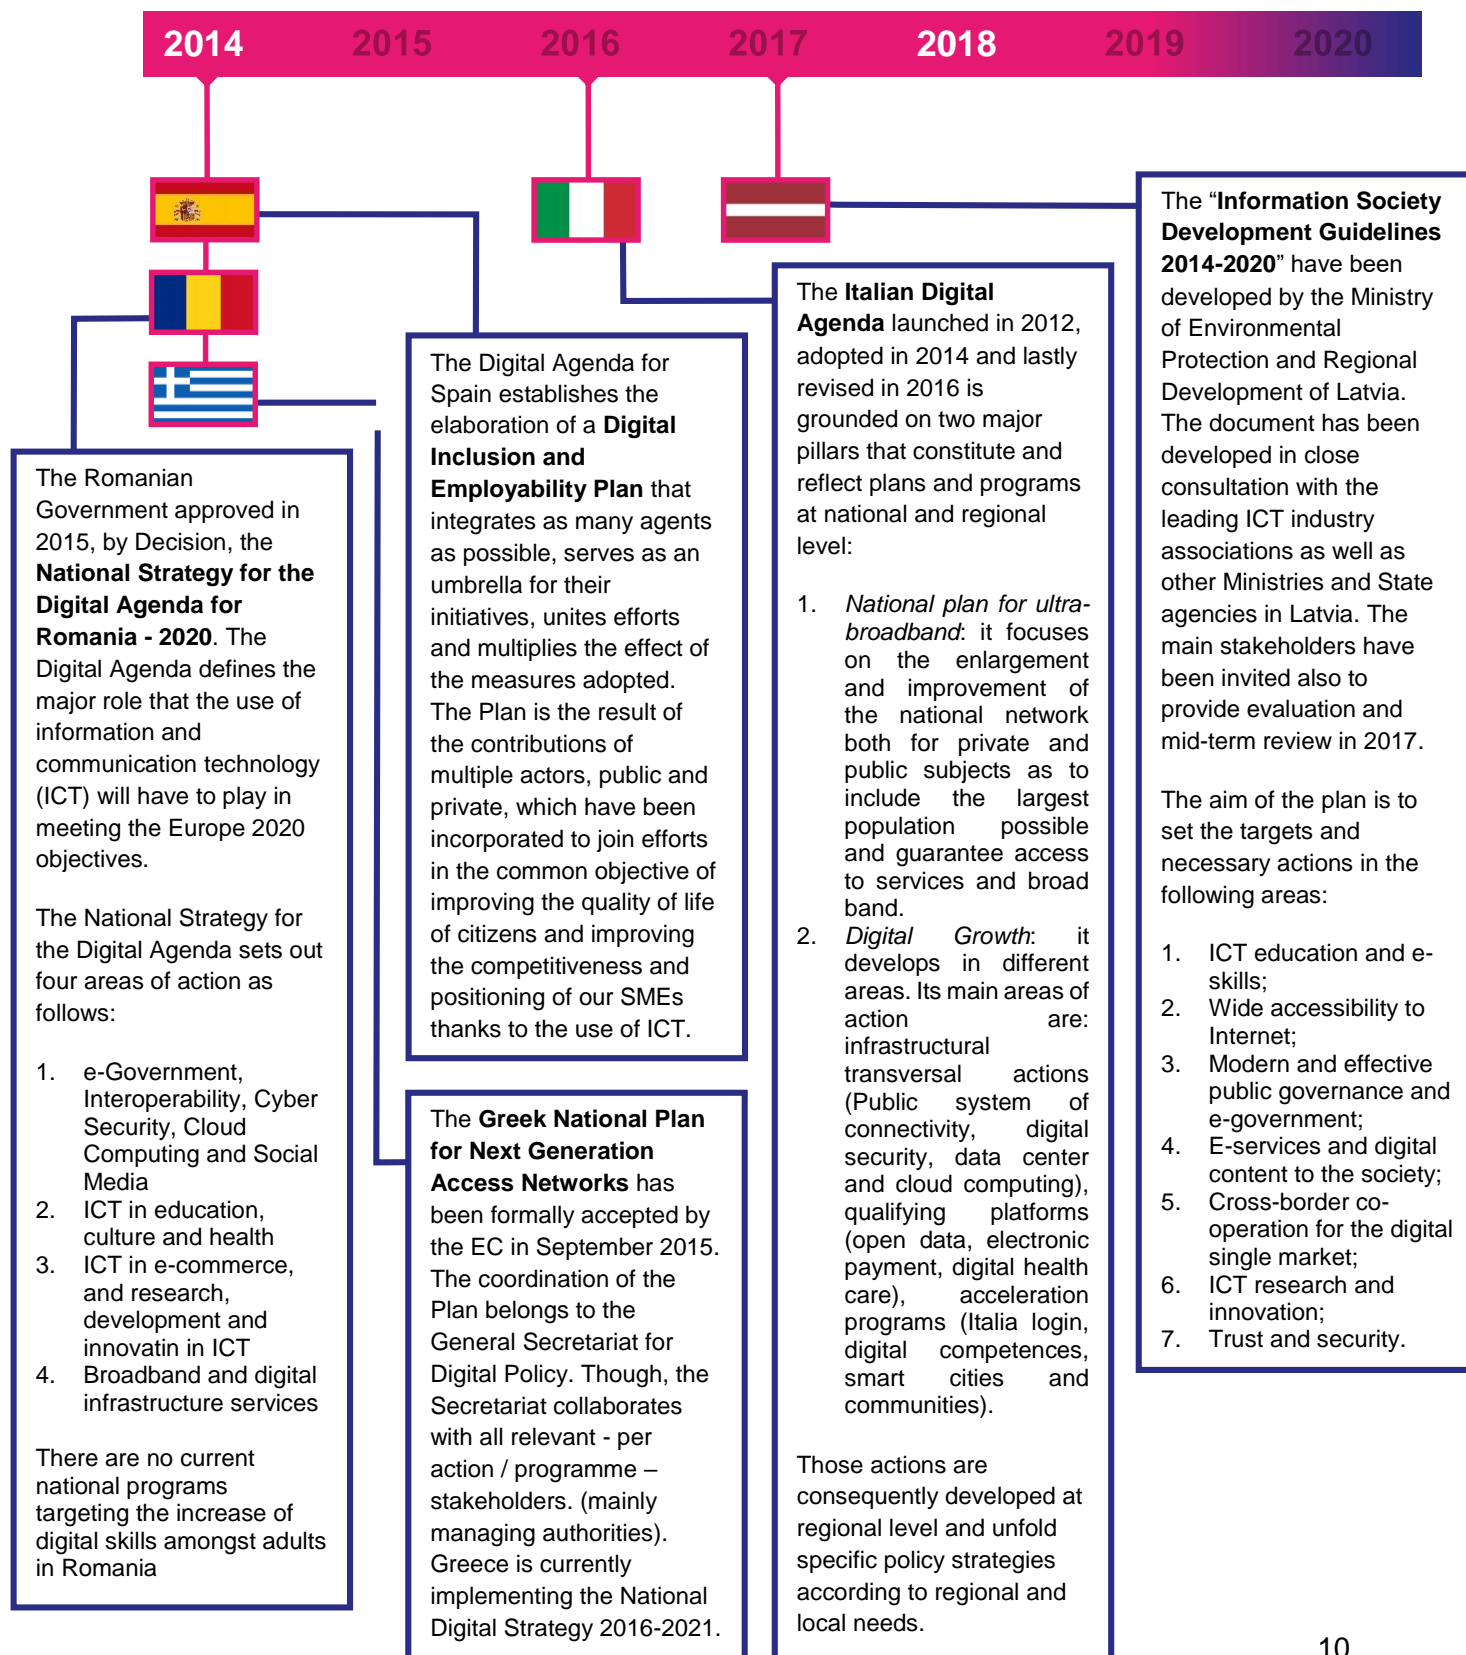 2014 2015 2016 2017 2018 2019 2020
The Romanian
Government approved in
2015, by Decision, the
National Strategy for the
Digital Agenda for
Romania - 2020. The
Digital Agenda defines the
major role that the use of
information and
communication technology
(ICT) will have to play in
meeting the Europe 2020
objectives.
The National Strategy for
the Digital Agenda sets out
four areas of action as
follows:
1. e-Government,
Interoperability, Cyber
Security, Cloud
Computing and Social
Media
2. ICT in education,
culture and health
3. ICT in e-commerce,
and research,
development and
innovatin in ICT
4. Broadband and digital
infrastructure services
There are no current
national programs
targeting the increase of
digital skills amongst adults
in Romania
The Digital Agenda for
Spain establishes the
elaboration of a Digital
Inclusion and
Employability Plan that
integrates as many agents
as possible, serves as an
umbrella for their
initiatives, unites efforts
and multiplies the effect of
the measures adopted.
The Plan is the result of
the contributions of
multiple actors, public and
private, which have been
incorporated to join efforts
in the common objective of
improving the quality of life
of citizens and improving
the competitiveness and
positioning of our SMEs
thanks to the use of ICT.
The Greek National Plan
for Next Generation
Access Networks has
been formally accepted by
the EC in September 2015.
The coordination of the
Plan belongs to the
General Secretariat for
Digital Policy. Though, the
Secretariat collaborates
with all relevant - per
action / programme –
stakeholders. (mainly
managing authorities).
Greece is currently
implementing the National
Digital Strategy 2016-2021.
The Italian Digital
Agenda launched in 2012,
adopted in 2014 and lastly
revised in 2016 is
grounded on two major
pillars that constitute and
reflect plans and programs
at national and regional
level:
1. National plan for ultra-
broadband: it focuses
on the enlargement
and improvement of
the national network
both for private and
public subjects as to
include the largest
population possible
and guarantee access
to services and broad
band.
2. Digital Growth: it
develops in different
areas. Its main areas of
action are:
infrastructural
transversal actions
(Public system of
connectivity, digital
security, data center
and cloud computing),
qualifying platforms
(open data, electronic
payment, digital health
care), acceleration
programs (Italia login,
digital competences,
smart cities and
communities).
Those actions are
consequently developed at
regional level and unfold
specific policy strategies
according to regional and
local needs.
The “Information Society
Development Guidelines
2014-2020” have been
developed by the Ministry
of Environmental
Protection and Regional
Development of Latvia.
The document has been
developed in close
consultation with the
leading ICT industry
associations as well as
other Ministries and State
agencies in Latvia. The
main stakeholders have
been invited also to
provide evaluation and
mid-term review in 2017.
The aim of the plan is to
set the targets and
necessary actions in the
following areas:
1. ICT education and e-
skills;
2. Wide accessibility to
Internet;
3. Modern and effective
public governance and
e-government;
4. E-services and digital
content to the society;
5. Cross-border co-
operation for the digital
single market;
6. ICT research and
innovation;
7. Trust and security.
10